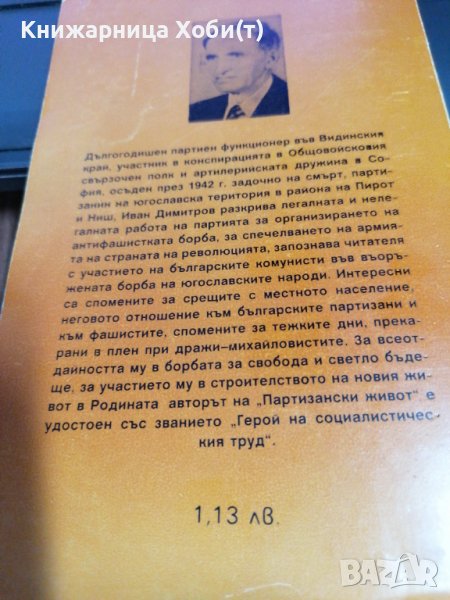 Книжарница Хоби(т)
Дългогодишен партиен функционер във Видинския
край, участник в конспирацията в Общовойсковия
свързочен полк и артилерийската дружина в Со-
фия, осъден през 1942 г. задочно на смърт, парти-
занин на югославска територия в района на Пирот
и Ниш, Иван Димитров разкрива легалната и неле-
галната работа на партията за организирането на
антифашистката борба, за спечелването на армия-
та на страната на революцията, запознава читателя
с участието на българските комунисти във въоръ-
жената борба на югославските народи. Интересни
са спомените за срещите с местното население,
неговото отношение към българските партизани и
към фашистите, спомените за тежките дни, прека-
рани в плен при дражи-михайловистите. За всеот-
дайността му в борбата за свобода и светло бъде-
ще, за участието му в строителството на новия жи-
вот в Родината авторът на „Партизански живот“ е
удостоен със званието „Герой на социалистичес-
кия труд“.
1,13 лв.
BAZAR